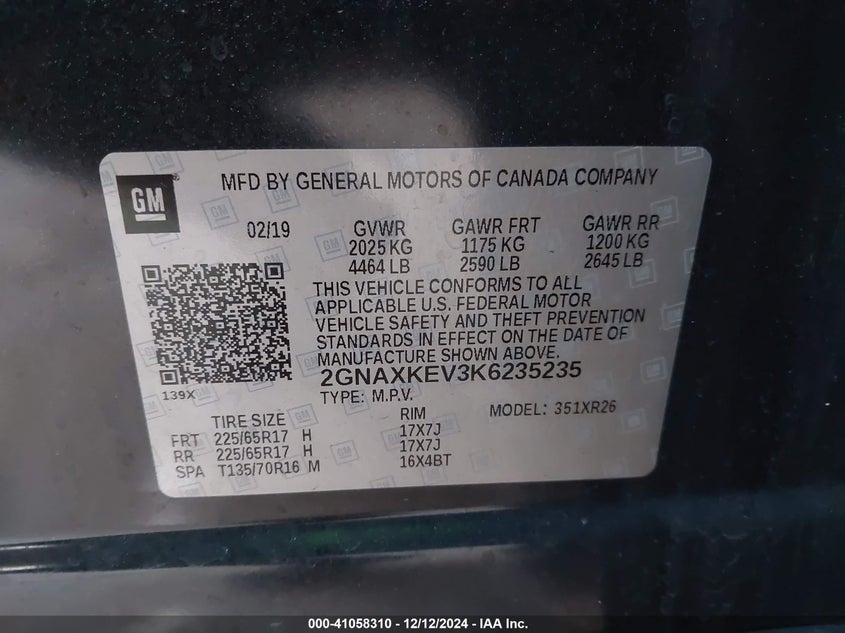 GM
MFD BY GENERAL MOTORS OF CANADA COMPANY
02/19 GVWR GAWR FRT GAWR RR
2025 KG 1175 KG 1200 KG
4464 LB 2590 LB 2645 LB
THIS VEHICLE CONFORMS TO ALL
APPLICABLE U.S. FEDERAL MOTOR
VEHICLE SAFETY AND THEFT PREVENTION
STANDARDS IN EFFECT ON THE DATE OF
MANUFACTURE SHOWN ABOVE.
2GNAXKEV3K6235235
139X
TYPE: M.P.V. MODEL: 351XR26
TIRE SIZE RIM
FRT 225/65R17 H 17X7J
RR 225/65R17 H 17X7J
SPA T135/70R16 M 16X4BT
000-41058310 - 12/12/2024 - IAA Inc.